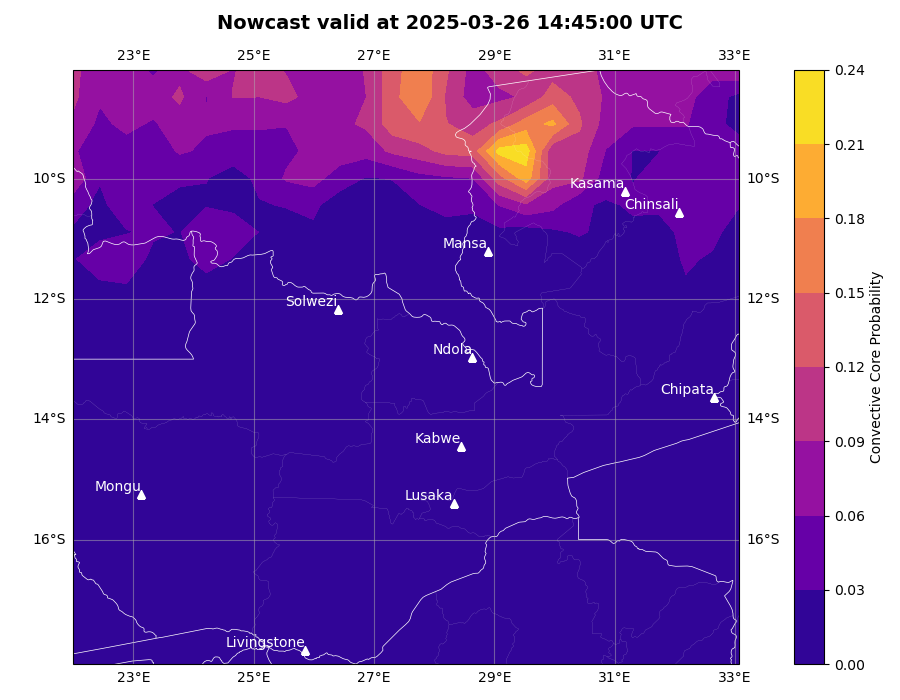 Nowcast valid at 2025-03-26 14:45:00 UTC
23°E 25°E 27°E 29°E 31°E 33°E
0.24
0.21
10°S Kasama 10°S
Chinsali
0.18
Mansa
0.15
12°S Solwezi 12°S
Ndola
0.12
Chipata
14°S 14°S
Kabwe
0.09
Mongu Lusaka
0.06
16°S 16°S
0.03
Livingstone
0.00
23°E 25°E 27°E 29°E 31°E 33°E
Convective Core Probability